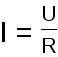 I = U/R